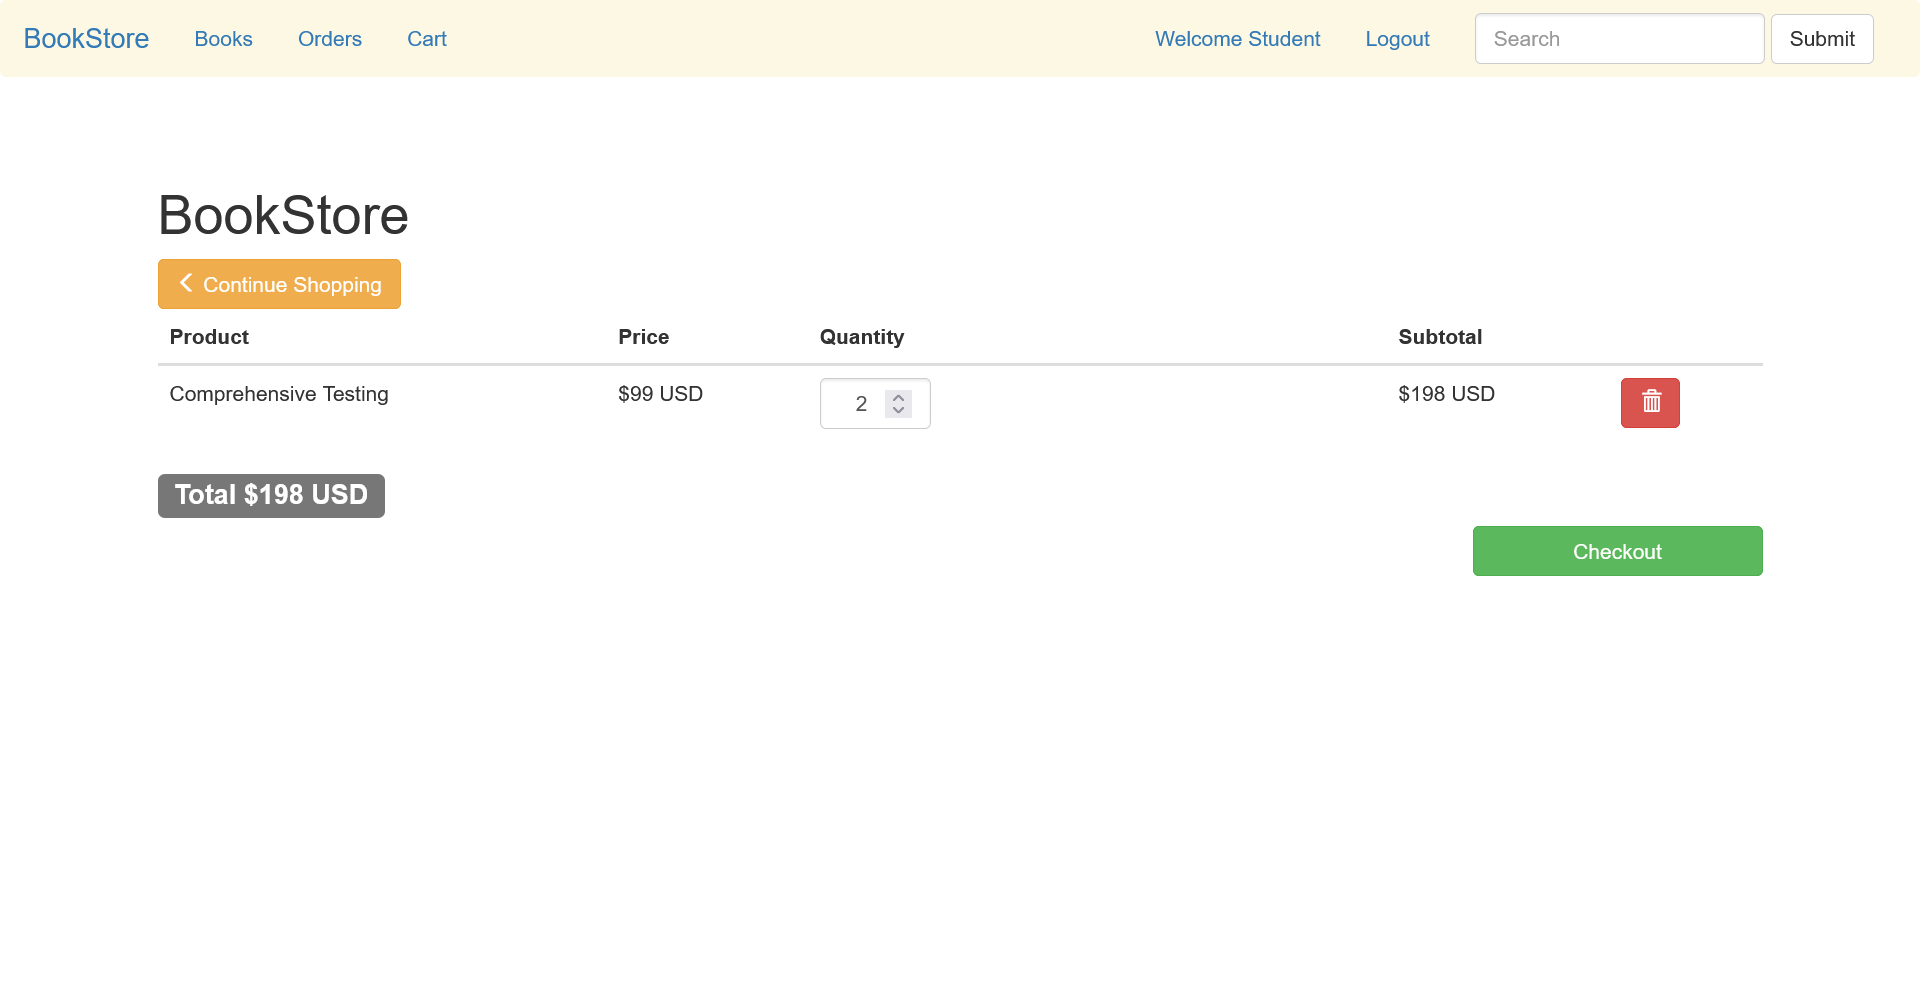 BookStore Books Orders Cart Welcome Student Logout Search Submit
BookStore
Continue Shopping
Product Price Quantity Subtotal
Comprehensive Testing $99 USD 2 $198 USD
Total $198 USD
Checkout